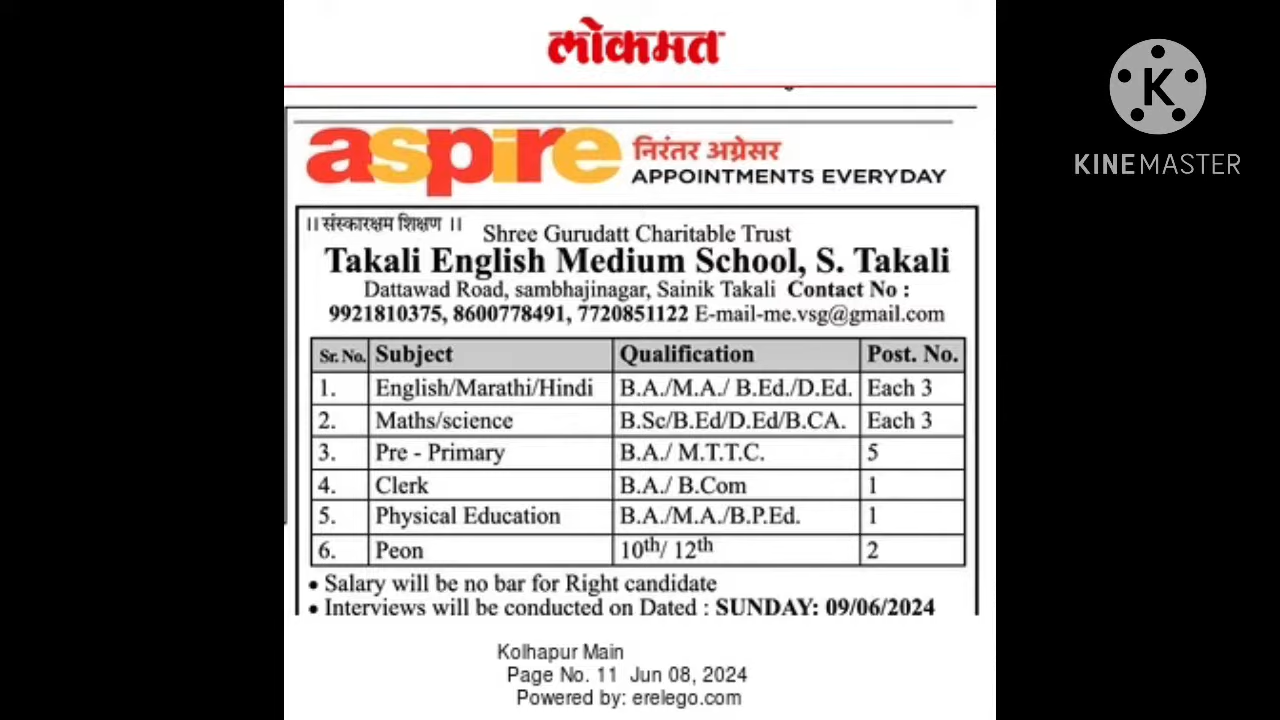 लोकमत
K
KINEMASTER
aspire निरंतर अग्रेसर
APPOINTMENTS EVERYDAY
।। संस्कारक्षम शिक्षण ।।
Shree Gurudatt Charitable Trust
Takali English Medium School, S. Takali
Dattawad Road, sambhajinagar, Sainik Takali Contact No :
9921810375, 8600778491, 7720851122 E-mail-me.vsg@gmail.com
Sr. No. Subject Qualification Post. No.
1. English/Marathi/Hindi B.A./M.A./ B.Ed./D.Ed. Each 3
2. Maths/science B.Sc/B.Ed/D.Ed/B.CA. Each 3
3. Pre - Primary B.A./ M.T.T.C. 5
4. Clerk B.A./ B.Com 1
5. Physical Education B.A./M.A./B.P.Ed. 1
6. Peon 10th/ 12th 2
• Salary will be no bar for Right candidate
• Interviews will be conducted on Dated : SUNDAY: 09/06/2024
Kolhapur Main
Page No. 11 Jun 08, 2024
Powered by: erelego.com